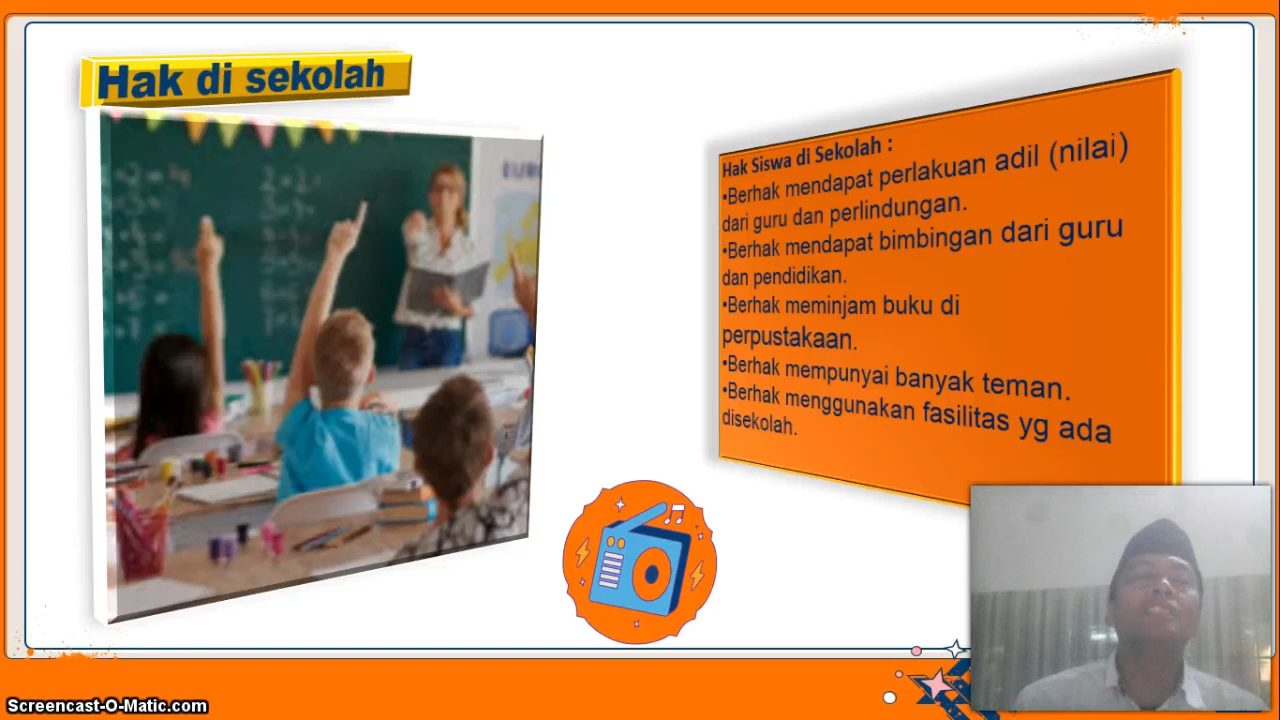 Hak di sekolah
Hak Siswa di Sekolah :
•Berhak mendapat perlakuan adil (nilai)
dari guru dan perlindungan.
•Berhak mendapat bimbingan dari guru
dan pendidikan.
•Berhak meminjam buku di
perpustakaan.
•Berhak mempunyai banyak teman.
•Berhak menggunakan fasilitas yg ada
disekolah.
Screencast-O-Matic.com